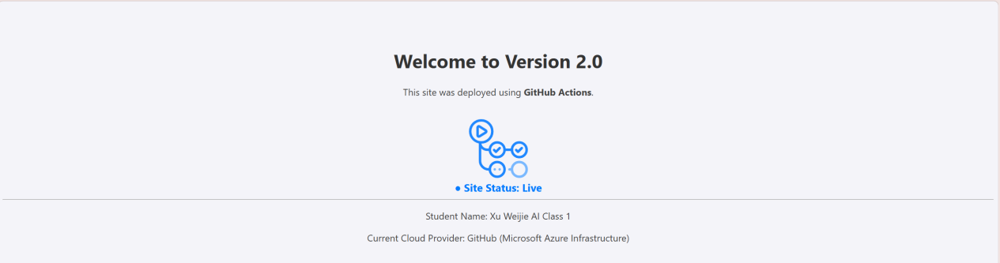 Welcome to Version 2.0
This site was deployed using GitHub Actions.
• Site Status: Live
Student Name: Xu Weijie AI Class 1
Current Cloud Provider: GitHub (Microsoft Azure Infrastructure)